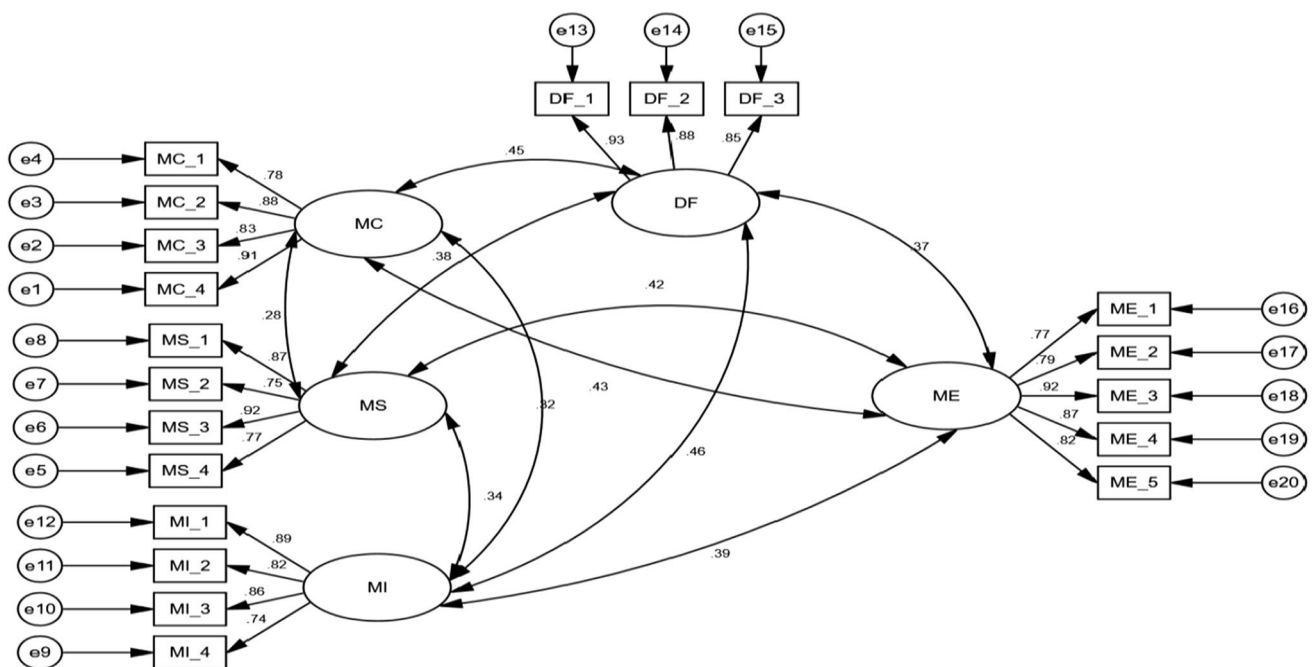 e13 e14 e15
DF_1 DF_2 DF_3
.93 .88 .85
DF
e4 MC_1 .78
e3 MC_2 .88
e2 MC_3 .83
e1 MC_4 .91
MC
.45
.38
.37
.28
.42
.43
.32
.46
.34
.39
e8 MS_1 .87
e7 MS_2 .75
e6 MS_3 .92
e5 MS_4 .77
MS
e12 MI_1 .89
e11 MI_2 .82
e10 MI_3 .86
e9 MI_4 .74
MI
ME
.77 ME_1 e16
.79 ME_2 e17
.92 ME_3 e18
.87 ME_4 e19
.82 ME_5 e20